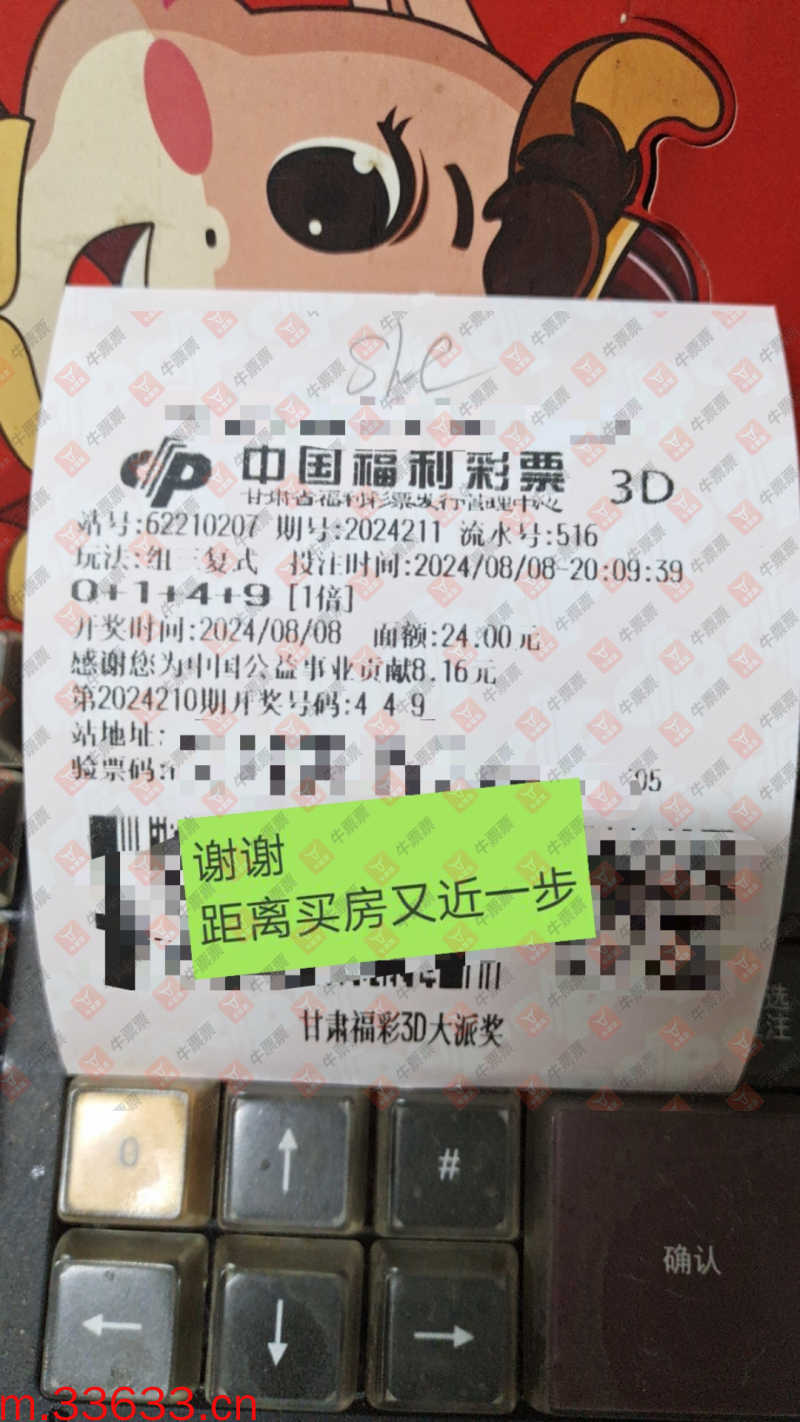 she
中国福利彩票 3D
甘肃省福利彩票发行管理中心
站号:62210207 期号:2024211 流水号:516
玩法:组三复式 投注时间:2024/08/08-20:09:39
0+1+4+9 [1倍]
开奖时间:2024/08/08 面额:24.00元
感谢您为中国公益事业贡献8.16元
第2024210期开奖号码:4 4 9
站地址:
验票码:
05
谢谢
距离买房又近一步
甘肃福彩3D大派奖
选
注
0 ↑ #
确认
← ↓ →
m.33633.cn
牛票票